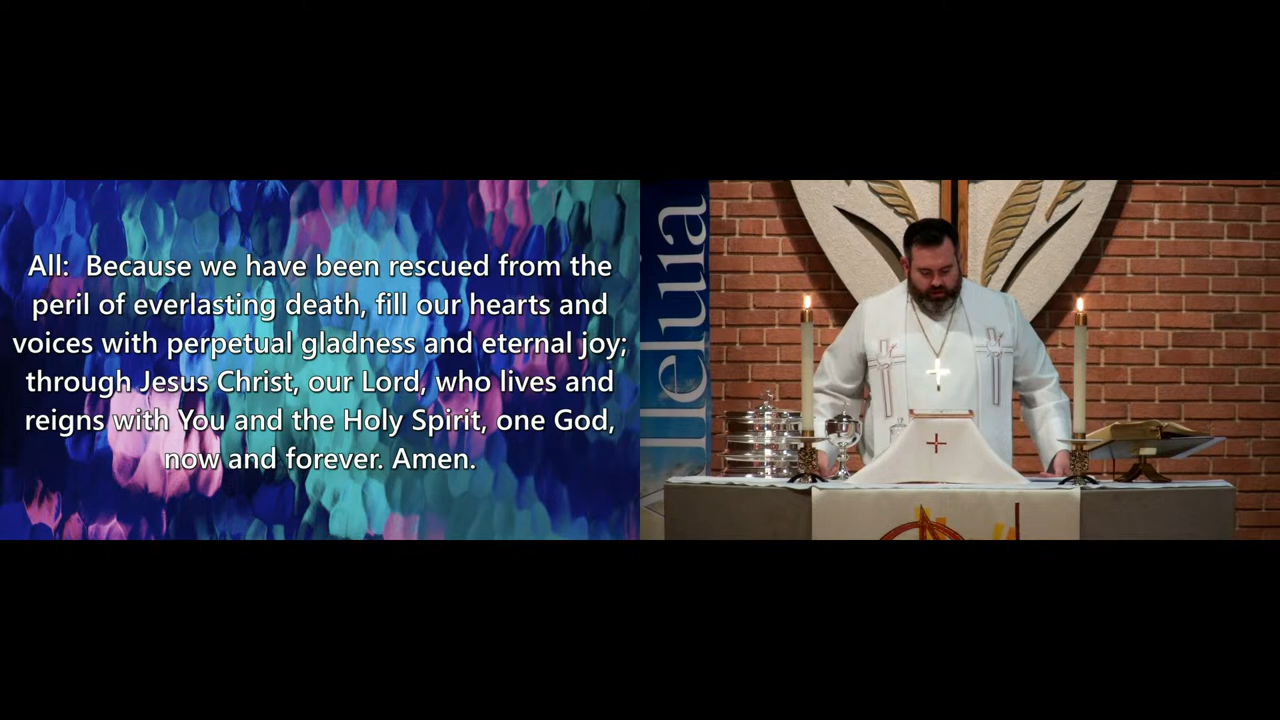 All:  Because we have been rescued from the
peril of everlasting death, fill our hearts and
voices with perpetual gladness and eternal joy;
through Jesus Christ, our Lord, who lives and
reigns with You and the Holy Spirit, one God,
now and forever. Amen.
Alleluia